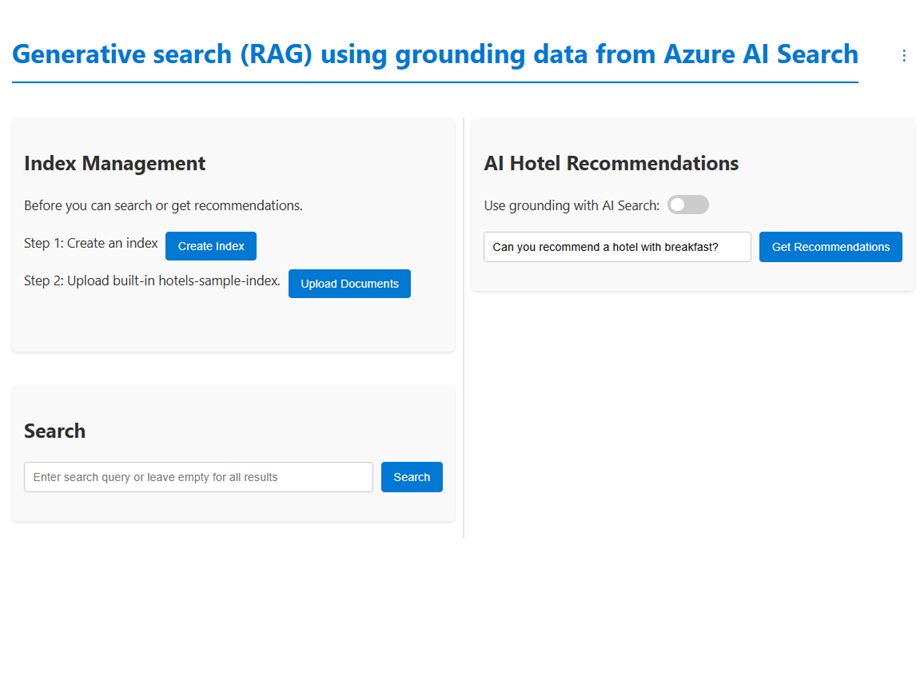 Generative search (RAG) using grounding data from Azure AI Search
Index Management
Before you can search or get recommendations.
Step 1: Create an index
Create Index
Step 2: Upload built-in hotels-sample-index.
Upload Documents
Search
Enter search query or leave empty for all results
Search
AI Hotel Recommendations
Use grounding with AI Search:
Can you recommend a hotel with breakfast?
Get Recommendations